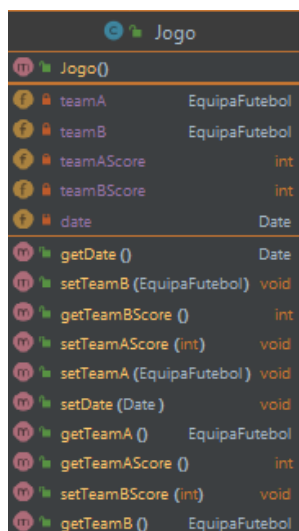 Jogo
Jogo()
teamA EquipaFutebol
teamB EquipaFutebol
teamAScore int
teamBScore int
date Date
getDate () Date
setTeamB (EquipaFutebol) void
getTeamBScore () int
setTeamAScore (int) void
setTeamA (EquipaFutebol) void
setDate (Date) void
getTeamA () EquipaFutebol
getTeamAScore () int
setTeamBScore (int) void
getTeamB () EquipaFutebol